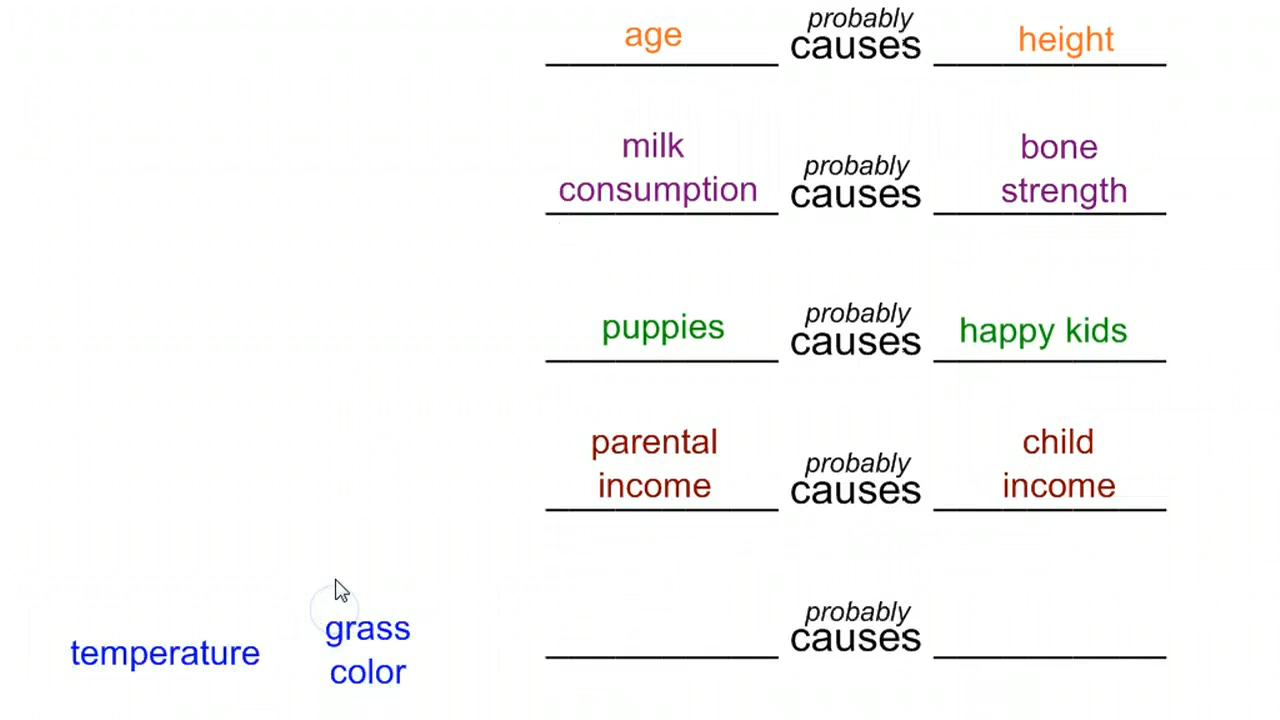 age probably causes height
milk consumption probably causes bone strength
puppies probably causes happy kids
parental income probably causes child income
temperature grass color probably causes